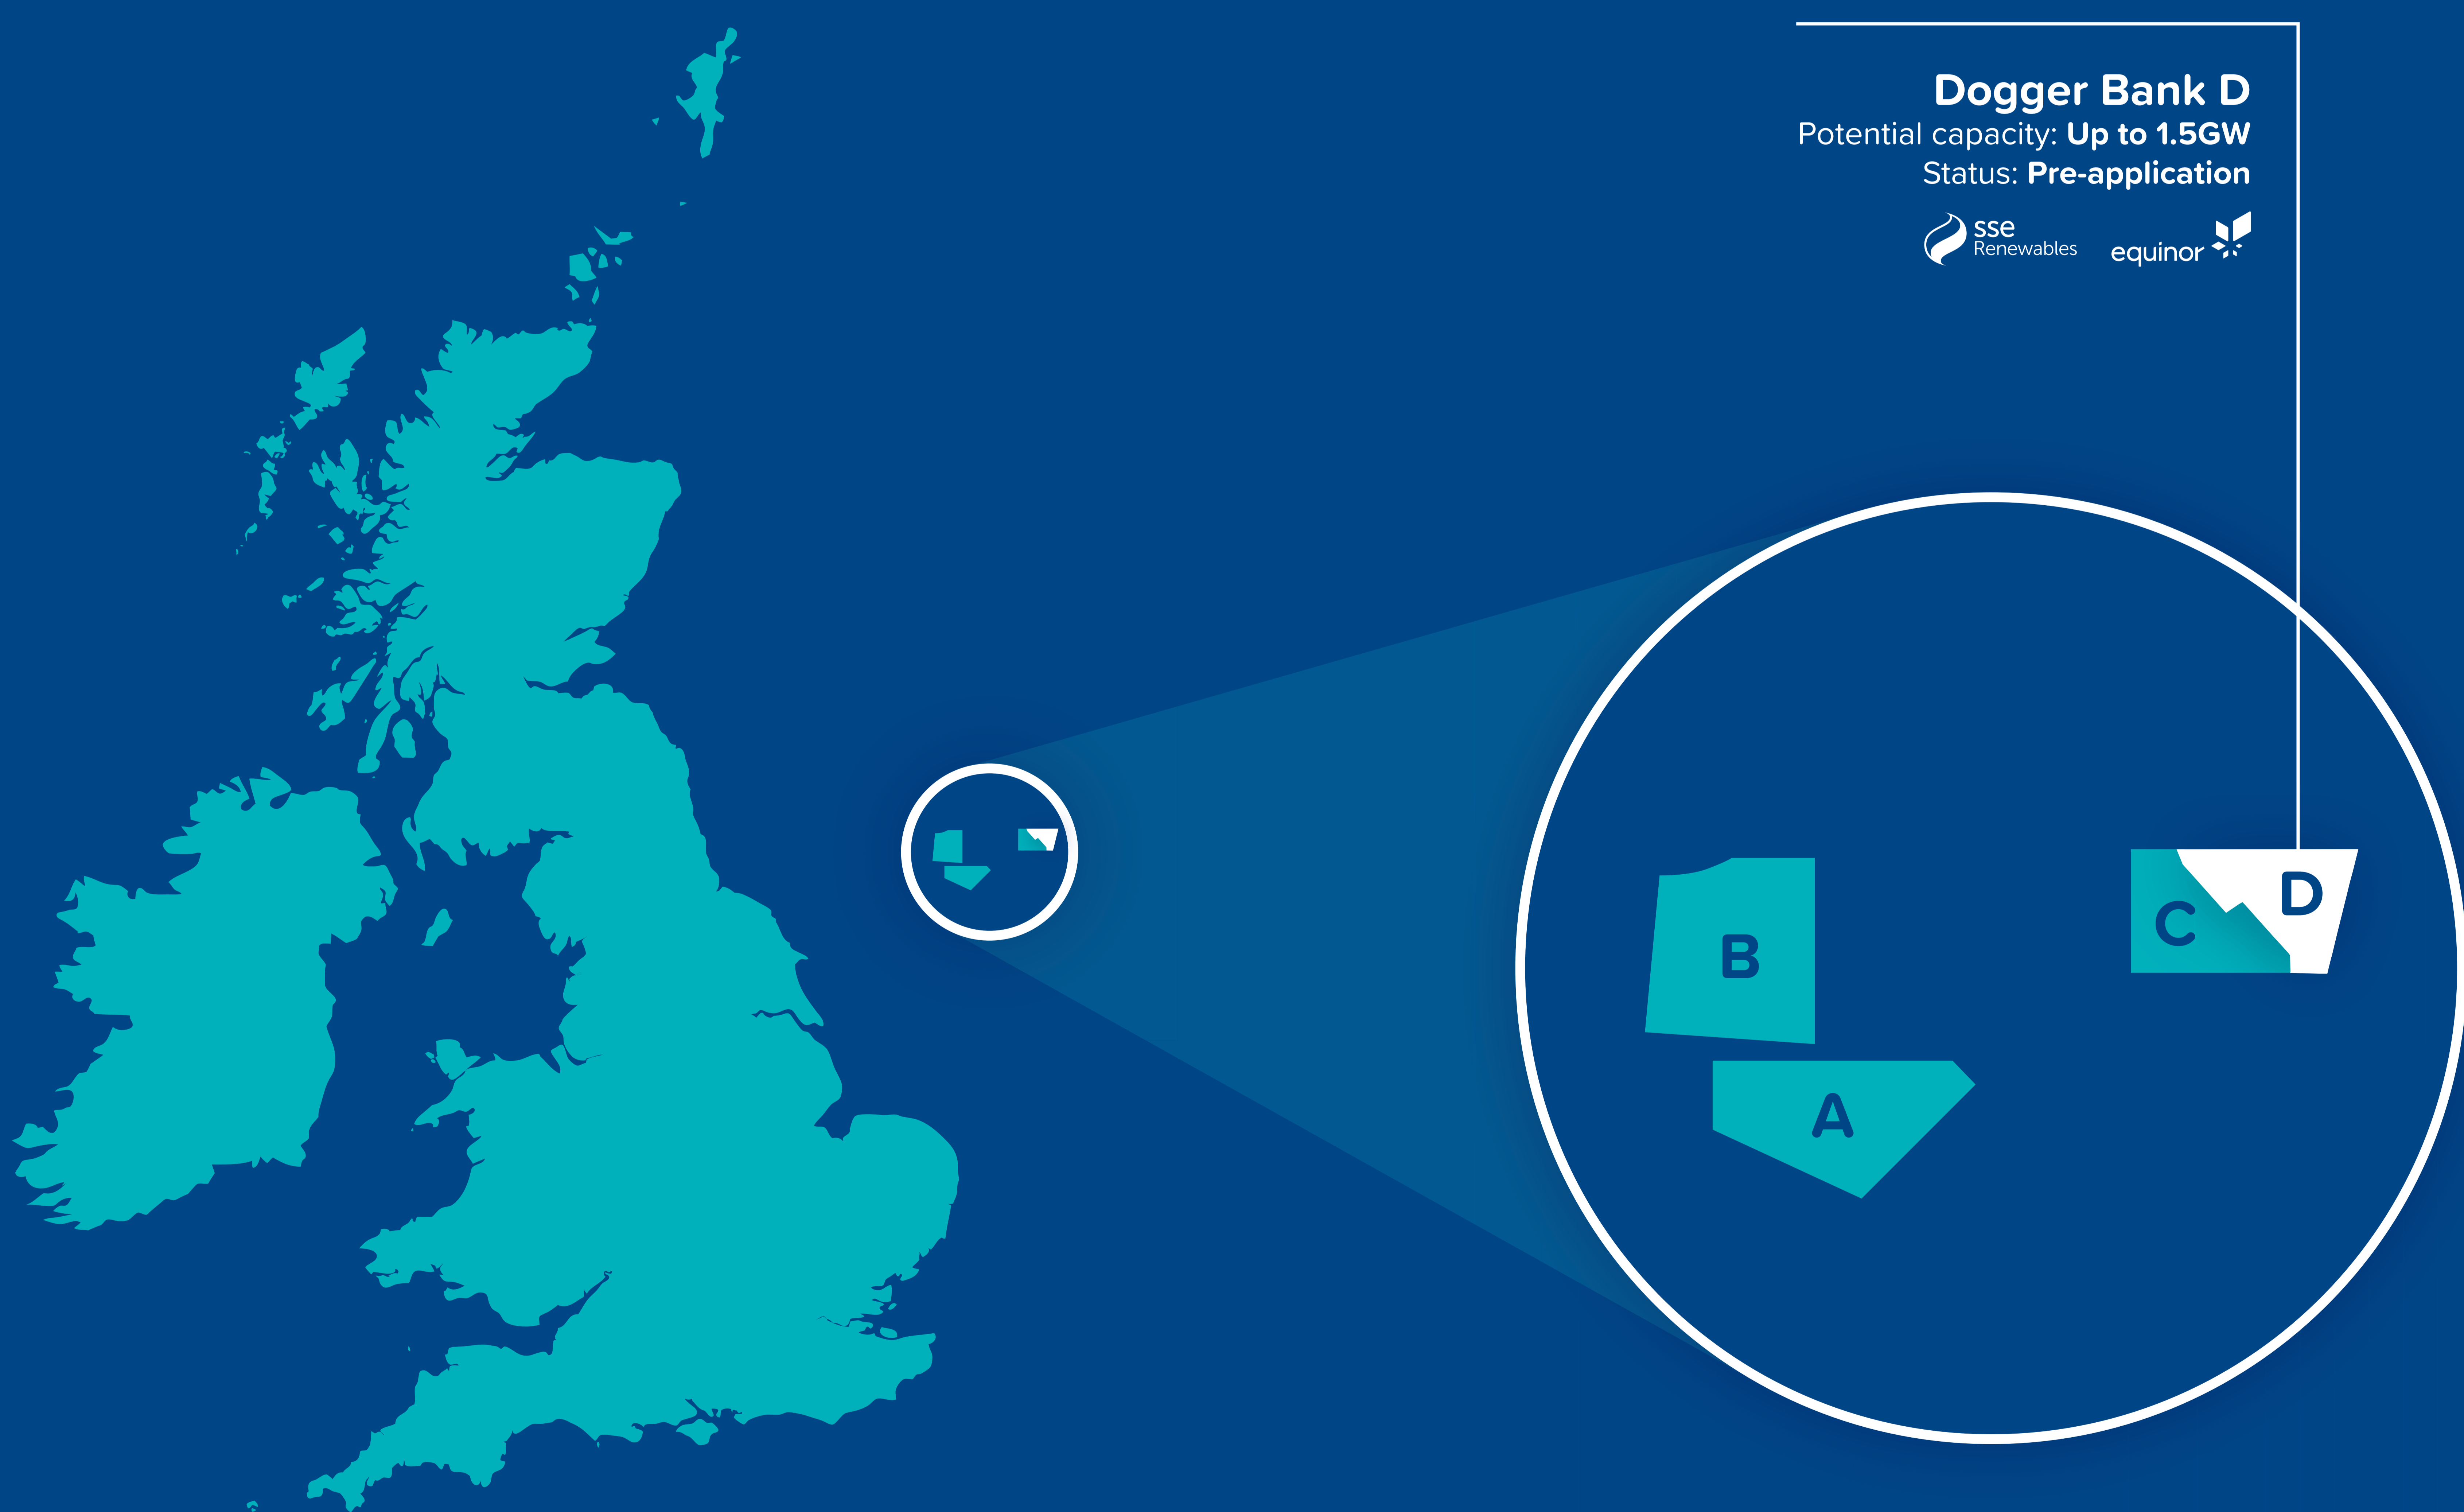 Dogger Bank D
Potential capacity: Up to 1.5GW
Status: Pre-application
sse
Renewables
equinor
B
A
C
D